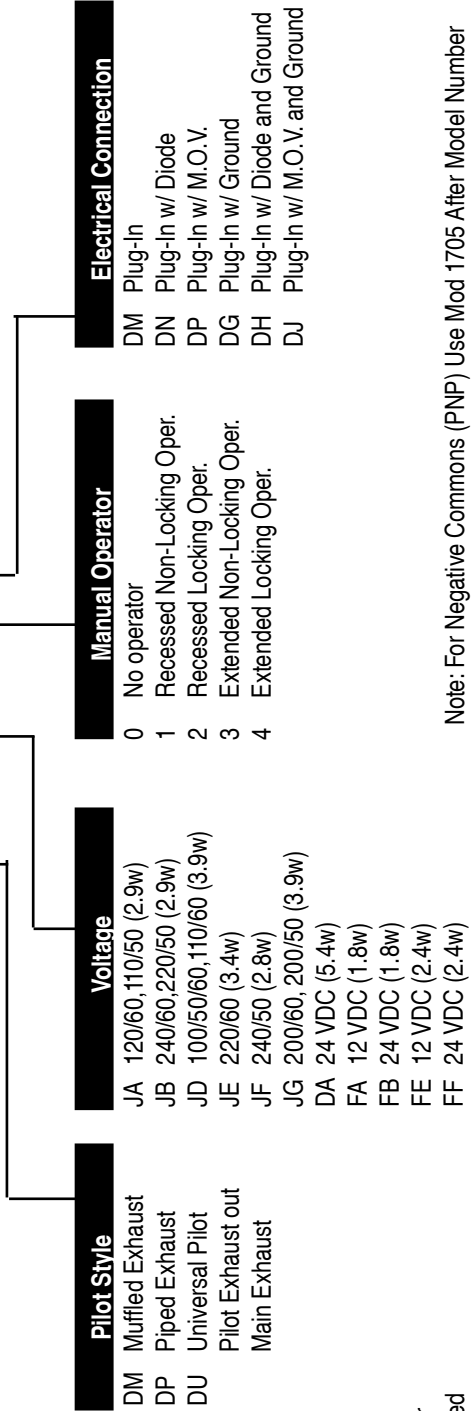 Pilot Style
DM Muffled Exhaust
DP Piped Exhaust
DU Universal Pilot
Pilot Exhaust out
Main Exhaust
Voltage
JA 120/60,110/50 (2.9w)
JB 240/60,220/50 (2.9w)
JD 100/50/60,110/60 (3.9w)
JE 220/60 (3.4w)
JF 240/50 (2.8w)
JG 200/60, 200/50 (3.9w)
DA 24 VDC (5.4w)
FA 12 VDC (1.8w)
FB 24 VDC (1.8w)
FE 12 VDC (2.4w)
FF 24 VDC (2.4w)
Manual Operator
0 No operator
1 Recessed Non-Locking Oper.
2 Recessed Locking Oper.
3 Extended Non-Locking Oper.
4 Extended Locking Oper.
Electrical Connection
DM Plug-In
DN Plug-In w/ Diode
DP Plug-In w/ M.O.V.
DG Plug-In w/ Ground
DH Plug-In w/ Diode and Ground
DJ Plug-In w/ M.O.V. and Ground
Note: For Negative Commons (PNP) Use Mod 1705 After Model Number